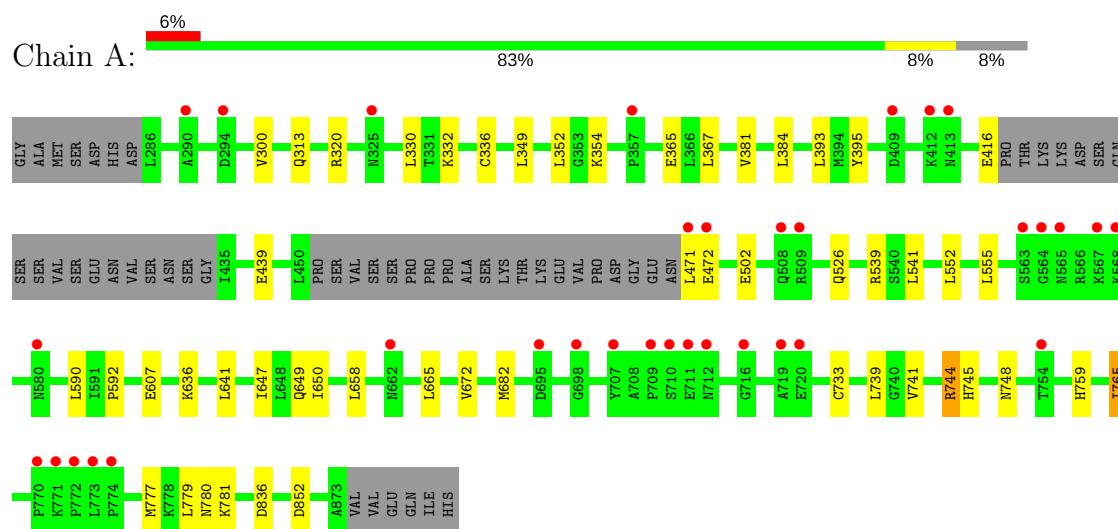 6%
Chain A:
83% 8% 8%
GLY ALA MET SER ASP HIS ASP L286 A290 D294 V300 Q313 R320 N325 L330 T331 K332 C336 L349 L352 G353 K354 P357 E365 L366 L367 V381 L384 L393 M394 Y395 D409 K412 N413 E416 PRO THR LYS LYS ASP SER GLN
SER SER VAL SER GLU ASN VAL SER ASN SER GLY I435 E439 L450 PRO SER VAL SER SER PRO PRO PRO ALA SER LYS THR LYS GLU VAL PRO ASP GLY GLU ASN L471 E472 E502 Q508 R509 Q526 R539 S540 L541 L552 L555 S563 G564 N565 R566 K567 K568
N580 L590 I591 P592 E607 K636 L641 I647 L648 Q649 I650 L658 N662 L665 V672 M682 D695 G698 Y707 A708 P709 S710 E711 N712 G716 A719 E720 C733 L739 G740 V741 R744 H745 N748 T754 H759 I765
P770 K771 P772 L773 P774 M777 K778 L779 N780 K781 D836 D852 A873 VAL VAL GLU GLN ILE HIS